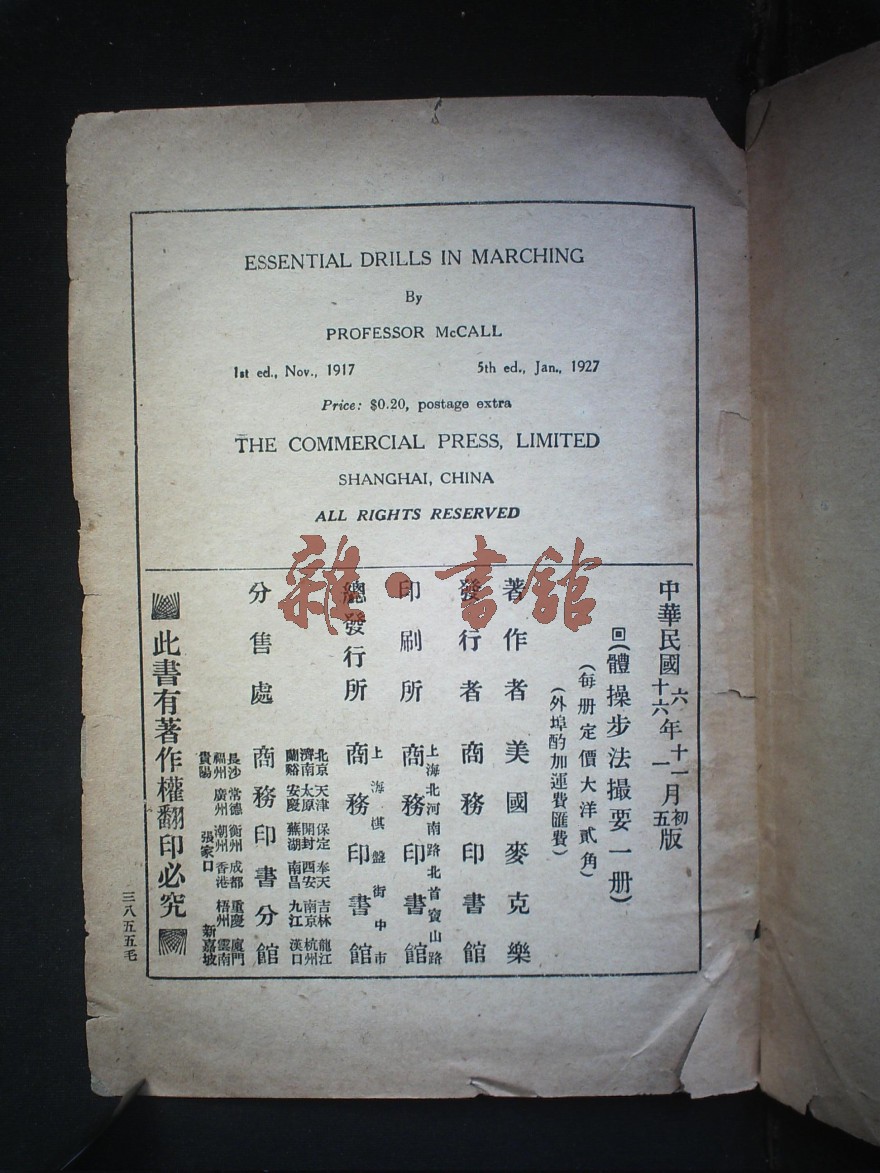 ESSENTIAL DRILLS IN MARCHING
By
PROFESSOR McCALL
1st ed., Nov., 1917 5th ed., Jan., 1927
Price: $0.20, postage extra
THE COMMERCIAL PRESS, LIMITED
SHANGHAI, CHINA
ALL RIGHTS RESERVED
雜·書館
中華民國六年十一月初版
十六年一月五版
回(體操步法撮要一册)
(每册定價大洋貳角)
(外埠酌加運費匯費)
著作者 美國麥克樂
發行者 商務印書館
印刷所 商務印書館
上海北河南路北首寶山路
總發行所 商務印書館
上海棋盤街中市
分售處 商務印書分館
北京 天津 保定 奉天 吉林 龍江
濟南 太原 開封 西安 南京 杭州
蘭谿 安慶 蕪湖 南昌 九江 漢口
長沙 常德 衡州 成都 重慶 廈門
福州 廣州 潮州 香港 梧州 雲南
貴陽 張家口 新嘉坡
此書有著作權翻印必究
三八五五毛